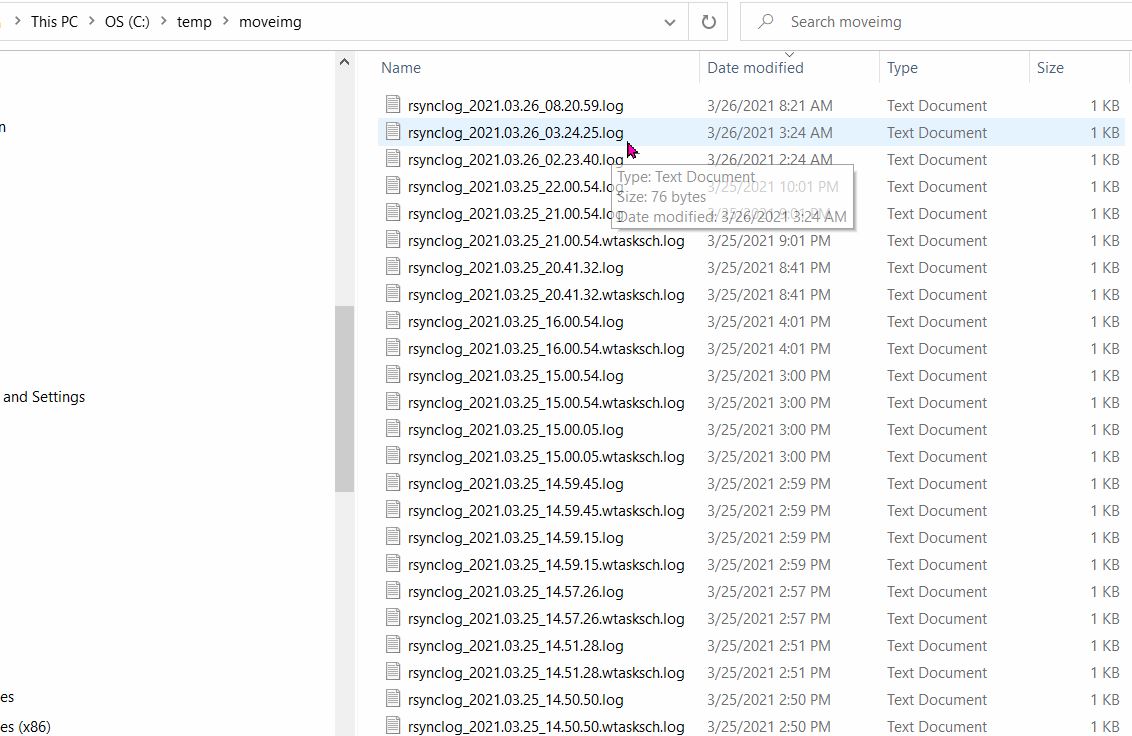 This PC > OS (C:) > temp > moveimg
Search moveimg
Name Date modified Type Size
n
and Settings
es
es (x86)
rsynclog_2021.03.26_08.20.59.log 3/26/2021 8:21 AM Text Document 1 KB
rsynclog_2021.03.26_03.24.25.log 3/26/2021 3:24 AM Text Document 1 KB
rsynclog_2021.03.26_02.23.40.log 3/26/2021 2:24 AM Text Document 1 KB
Type: Text Document
Size: 76 bytes
Date modified: 3/26/2021 3:24 AM
rsynclog_2021.03.25_22.00.54.log 3/25/2021 10:01 PM Text Document 1 KB
rsynclog_2021.03.25_21.00.54.log 3/25/2021 9:01 PM Text Document 1 KB
rsynclog_2021.03.25_21.00.54.wtasksch.log 3/25/2021 9:01 PM Text Document 1 KB
rsynclog_2021.03.25_20.41.32.log 3/25/2021 8:41 PM Text Document 1 KB
rsynclog_2021.03.25_20.41.32.wtasksch.log 3/25/2021 8:41 PM Text Document 1 KB
rsynclog_2021.03.25_16.00.54.log 3/25/2021 4:01 PM Text Document 1 KB
rsynclog_2021.03.25_16.00.54.wtasksch.log 3/25/2021 4:01 PM Text Document 1 KB
rsynclog_2021.03.25_15.00.54.log 3/25/2021 3:00 PM Text Document 1 KB
rsynclog_2021.03.25_15.00.54.wtasksch.log 3/25/2021 3:00 PM Text Document 1 KB
rsynclog_2021.03.25_15.00.05.log 3/25/2021 3:00 PM Text Document 1 KB
rsynclog_2021.03.25_15.00.05.wtasksch.log 3/25/2021 3:00 PM Text Document 1 KB
rsynclog_2021.03.25_14.59.45.log 3/25/2021 2:59 PM Text Document 1 KB
rsynclog_2021.03.25_14.59.45.wtasksch.log 3/25/2021 2:59 PM Text Document 1 KB
rsynclog_2021.03.25_14.59.15.log 3/25/2021 2:59 PM Text Document 1 KB
rsynclog_2021.03.25_14.59.15.wtasksch.log 3/25/2021 2:59 PM Text Document 1 KB
rsynclog_2021.03.25_14.57.26.log 3/25/2021 2:57 PM Text Document 1 KB
rsynclog_2021.03.25_14.57.26.wtasksch.log 3/25/2021 2:57 PM Text Document 1 KB
rsynclog_2021.03.25_14.51.28.log 3/25/2021 2:51 PM Text Document 1 KB
rsynclog_2021.03.25_14.51.28.wtasksch.log 3/25/2021 2:51 PM Text Document 1 KB
rsynclog_2021.03.25_14.50.50.log 3/25/2021 2:50 PM Text Document 1 KB
rsynclog_2021.03.25_14.50.50.wtasksch.log 3/25/2021 2:50 PM Text Document 1 KB